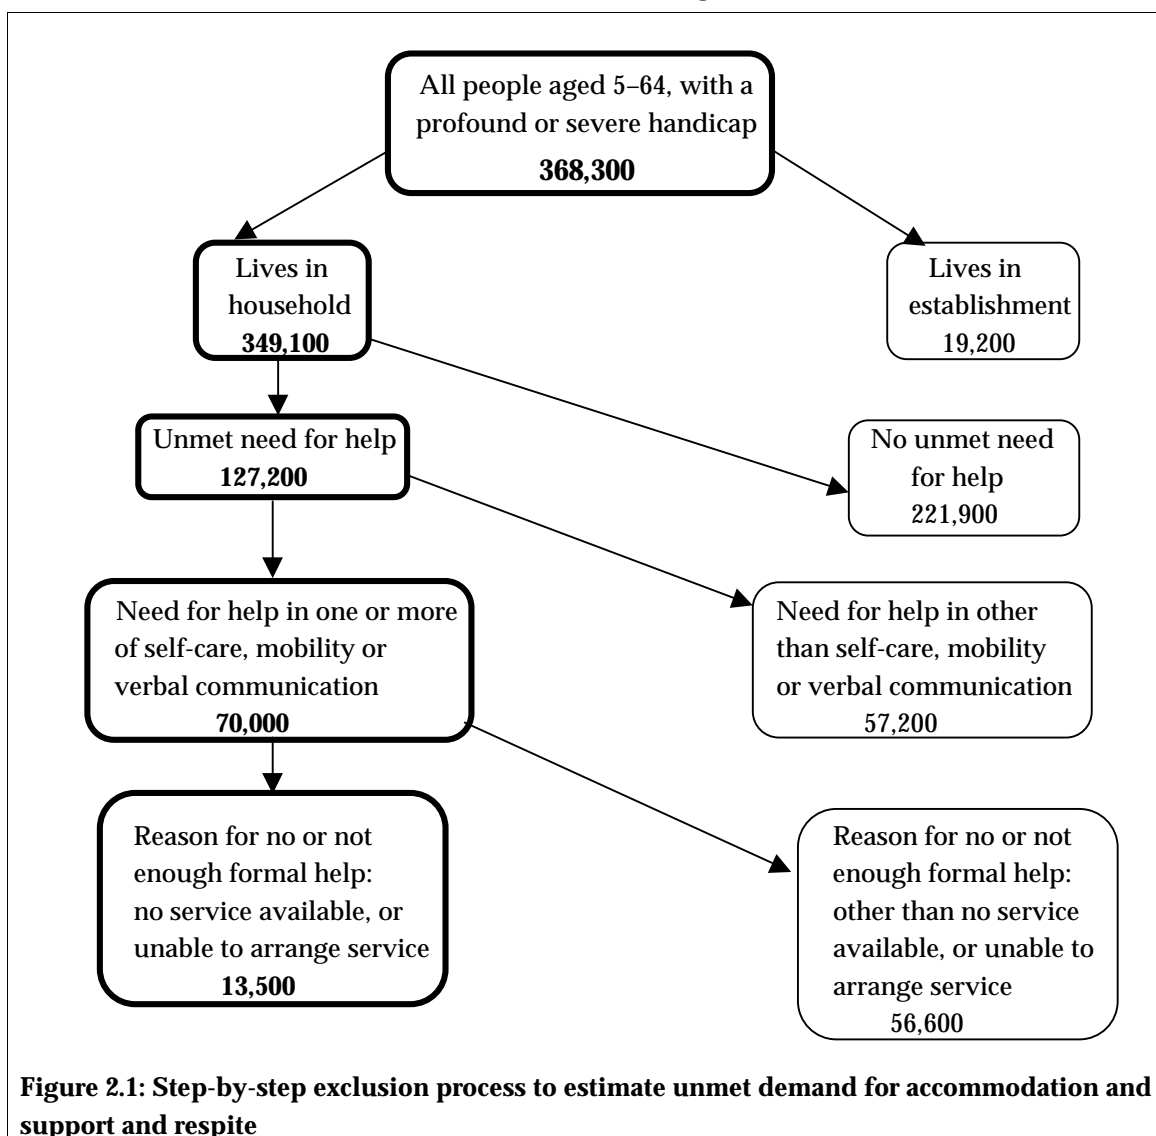 All people aged 5–64, with a
profound or severe handicap
368,300
Lives in
household
349,100
Lives in
establishment
19,200
Unmet need for help
127,200
No unmet need
for help
221,900
Need for help in one or more
of self-care, mobility or
verbal communication
70,000
Need for help in other
than self-care, mobility
or verbal communication
57,200
Reason for no or not
enough formal help:
no service available, or
unable to arrange service
13,500
Reason for no or not
enough formal help:
other than no service
available, or unable to
arrange service
56,600
Figure 2.1: Step-by-step exclusion process to estimate unmet demand for accommodation and
support and respite